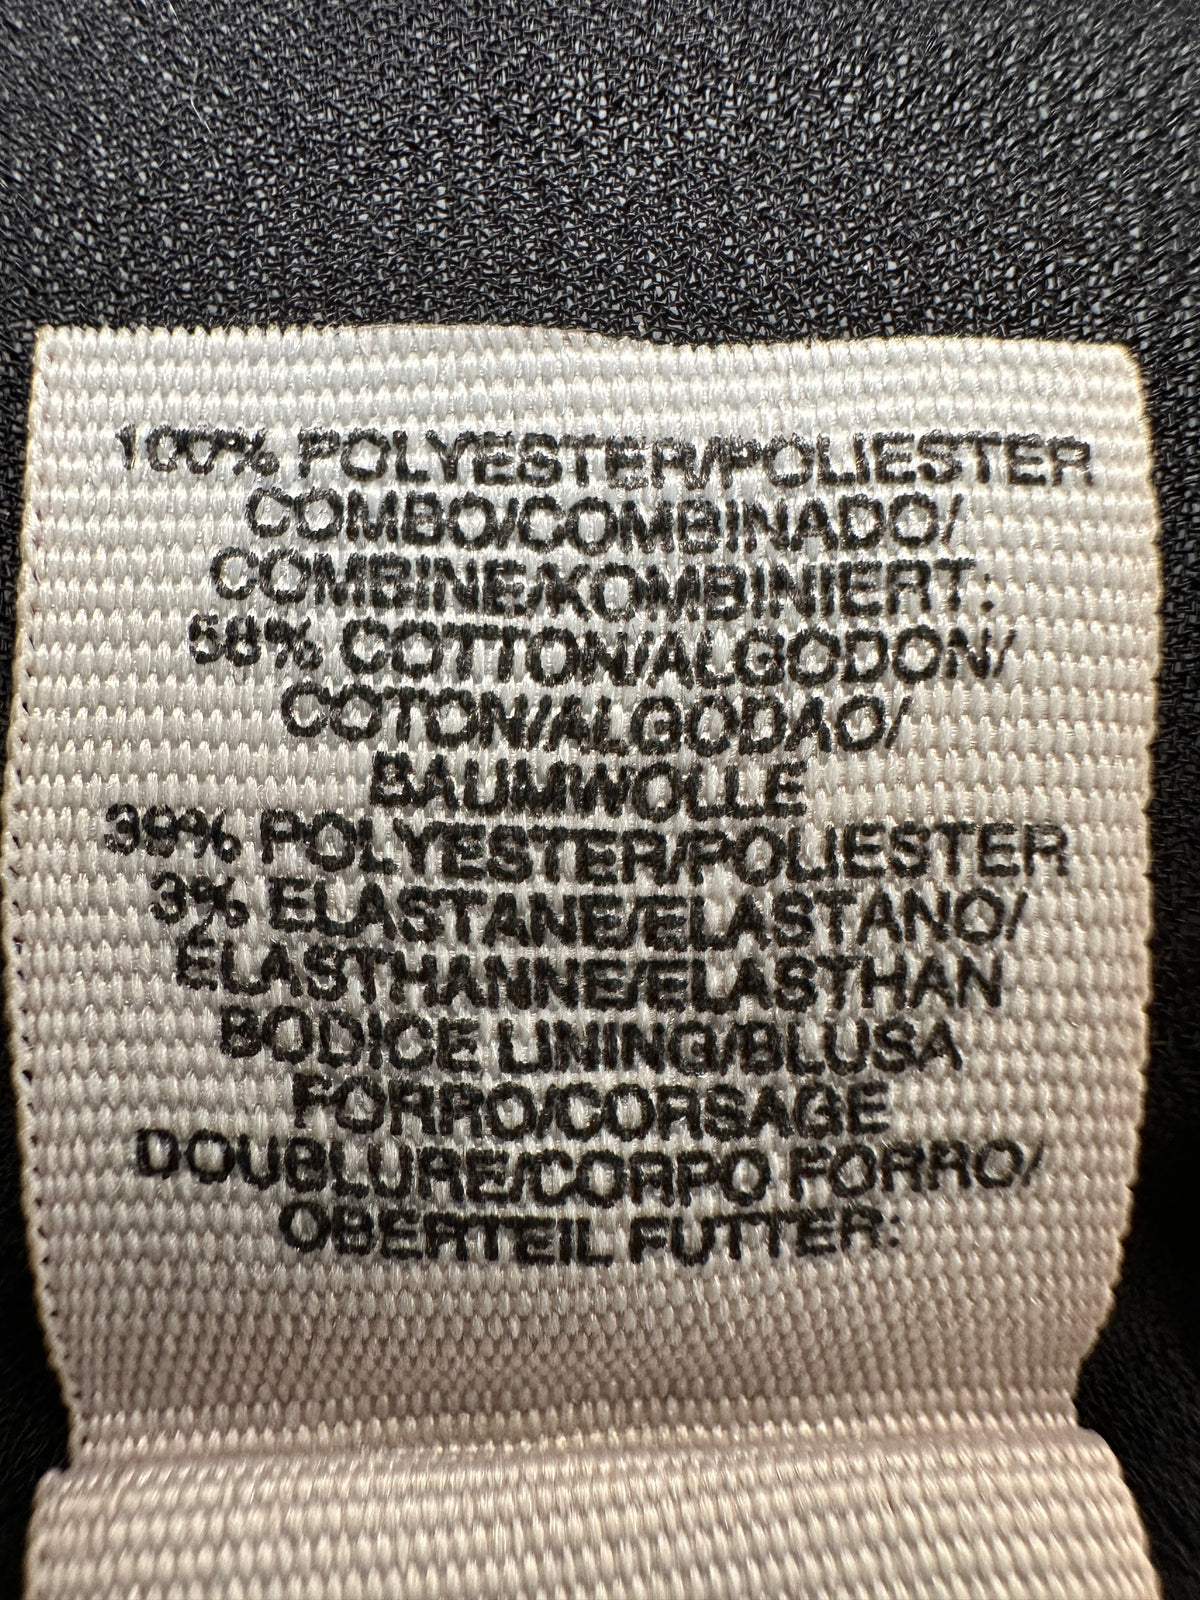 100% POLYESTER/POLIESTER
COMBO/COMBINADO/
COMBINE/KOMBINIERT:
58% COTTON/ALGODON/
COTON/ALGODAO/
BAUMWOLLE
39% POLYESTER/POLIESTER
3% ELASTANE/ELASTANO/
ÉLASTHANNE/ELASTHAN
BODICE LINING/BLUSA
FORRO/CORSAGE
DOUBLURE/CORPO FORRO/
OBERTEIL FUTTER: